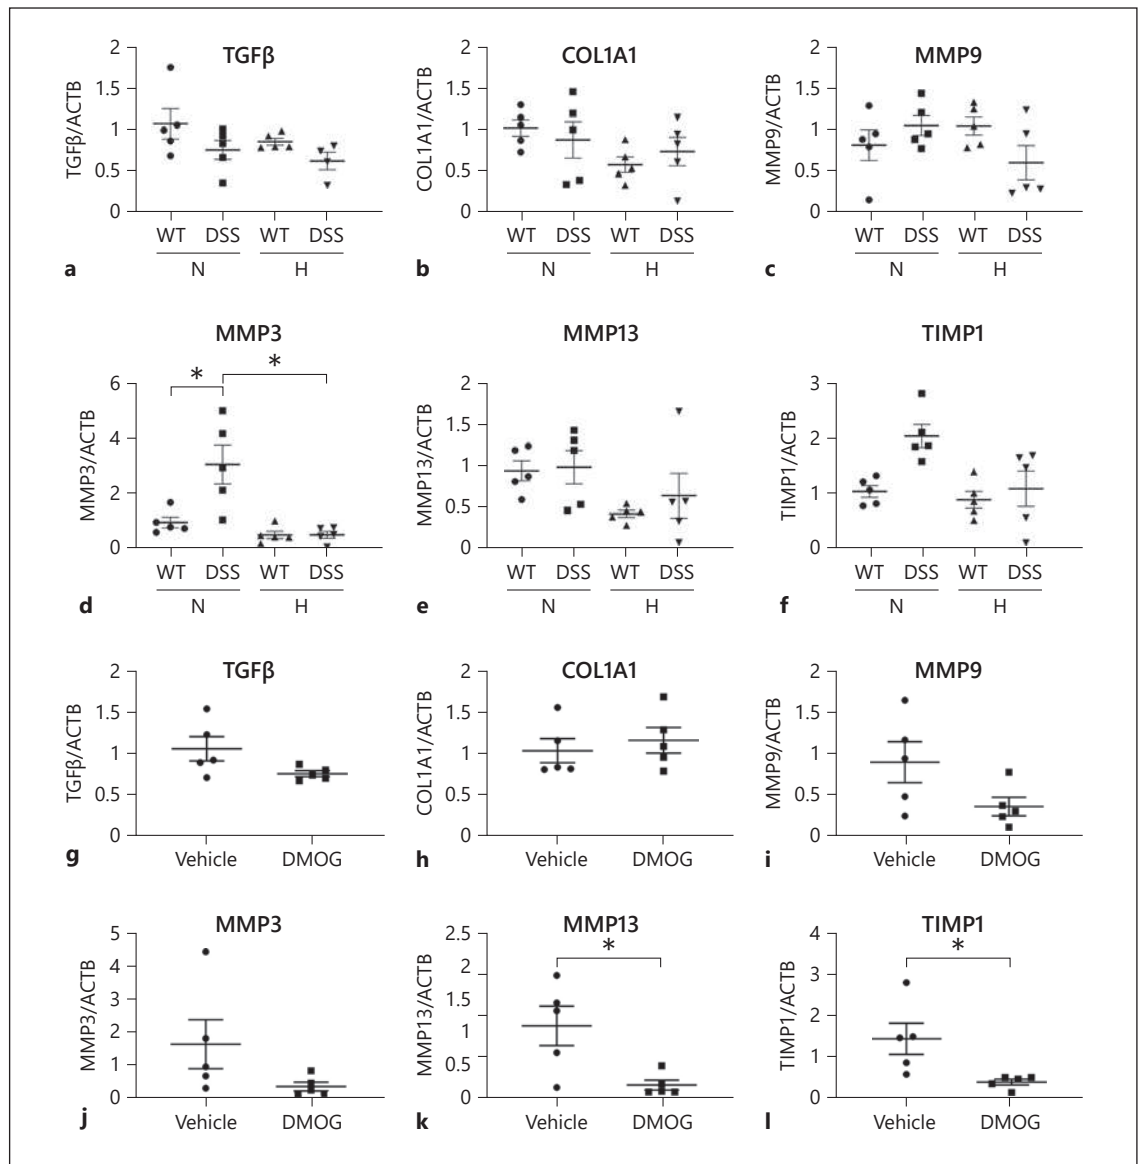 TGFβ COL1A1 MMP9
2 2 2
1.5 1.5 1.5
1 1 1
0.5 0.5 0.5
0 0 0
TGFβ/ACTB COL1A1/ACTB MMP9/ACTB
WT DSS WT DSS WT DSS WT DSS WT DSS WT DSS
a N H b N H c N H
MMP3 MMP13 TIMP1
* *
6 2 3
4 1.5 2
2 1 1
0 0.5 0
0
MMP3/ACTB MMP13/ACTB TIMP1/ACTB
WT DSS WT DSS WT DSS WT DSS WT DSS WT DSS
d N H e N H f N H
TGFβ COL1A1 MMP9
2 2 2
1.5 1.5 1.5
1 1 1
0.5 0.5 0.5
0 0 0
TGFβ/ACTB COL1A1/ACTB MMP9/ACTB
g Vehicle DMOG h Vehicle DMOG i Vehicle DMOG
MMP3 MMP13 TIMP1
* *
5 2.5 4
4 2 3
3 1.5 2
2 1 1
1 0.5 0
0 0
MMP3/ACTB MMP13/ACTB TIMP1/ACTB
j Vehicle DMOG k Vehicle DMOG l Vehicle DMOG